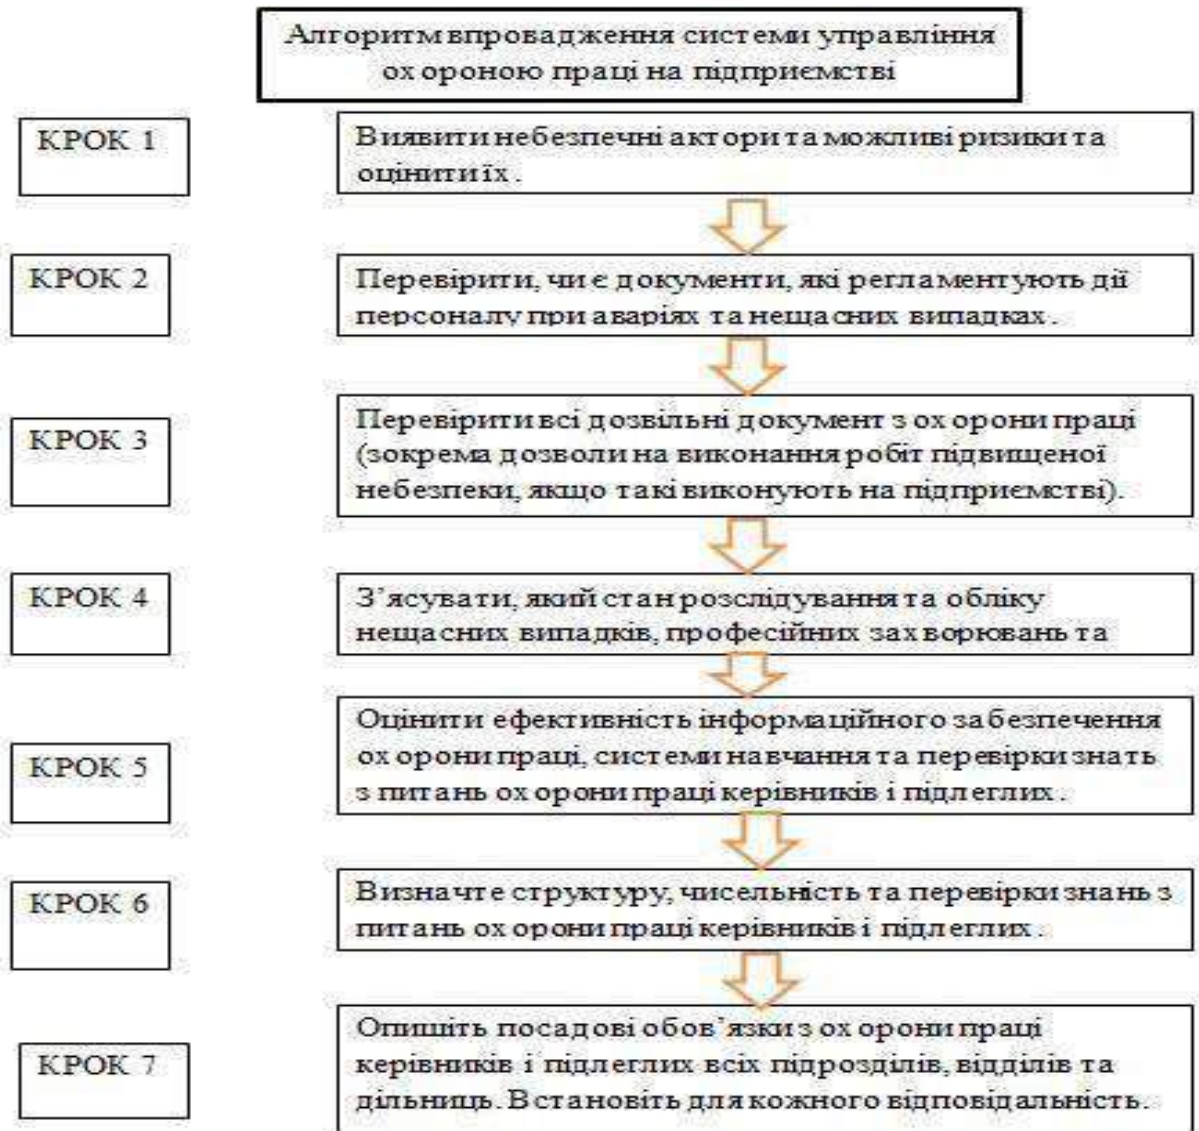 Алгоритм впровадження системи управління
охороною праці на підприємстві
КРОК 1
Виявити небезпечні актори та можливі ризики та
оцінити їх.
КРОК 2
Перевірити, чи є документи, які регламентують дії
персоналу при аваріях та нещасних випадках.
КРОК 3
Перевірити всі дозвільні документ з охорони праці
(зокрема дозволи на виконання робіт підвищеної
небезпеки, якщо такі виконують на підприємстві).
КРОК 4
З’ясувати, який стан розслідування та обліку
нещасних випадків, професійних захворювань та
КРОК 5
Оцінити ефективність інформаційного забезпечення
охорони праці, системи навчання та перевірки знать
з питань охорони праці керівників і підлеглих.
КРОК 6
Визначте структуру, чисельність та перевірки знань з
питань охорони праці керівників і підлеглих.
КРОК 7
Опишіть посадові обов’язки з охорони праці
керівників і підлеглих всіх підрозділів, відділів та
дільниць. Встановіть для кожного відповідальність.